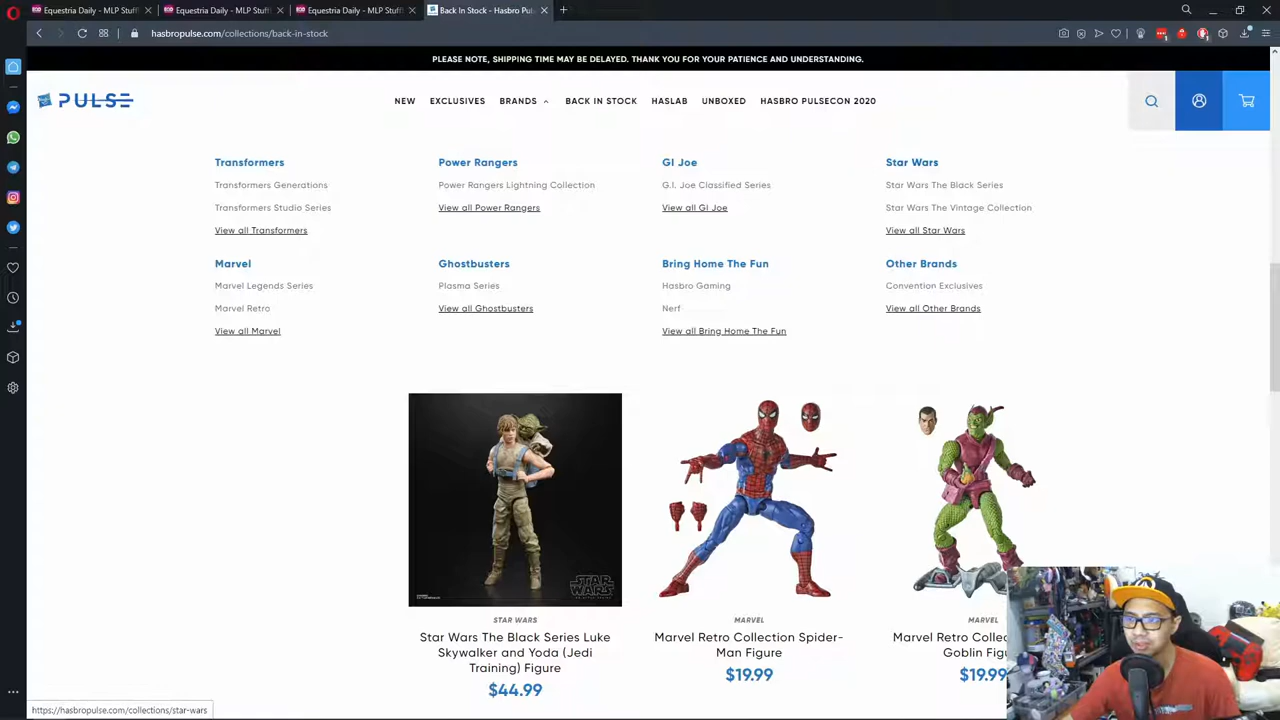 Equestria Daily - MLP Stuff!
Equestria Daily - MLP Stuff!
Equestria Daily - MLP Stuff!
Back In Stock - Hasbro Pul
hasbropulse.com/collections/back-in-stock
PLEASE NOTE, SHIPPING TIME MAY BE DELAYED. THANK YOU FOR YOUR PATIENCE AND UNDERSTANDING.
PULSE
NEW
EXCLUSIVES
BRANDS
BACK IN STOCK
HASLAB
UNBOXED
HASBRO PULSECON 2020
Transformers
Transformers Generations
Transformers Studio Series
View all Transformers
Power Rangers
Power Rangers Lightning Collection
View all Power Rangers
GI Joe
G.I. Joe Classified Series
View all Gi Joe
Star Wars
Star Wars The Black Series
Star Wars The Vintage Collection
View all Star Wars
Marvel
Marvel Legends Series
Marvel Retro
View all Marvel
Ghostbusters
Plasma Series
View all Ghostbusters
Bring Home The Fun
Hasbro Gaming
Nerf
View all Bring Home The Fun
Other Brands
Convention Exclusives
View all Other Brands
STAR WARS
STAR WARS
Star Wars The Black Series Luke
Skywalker and Yoda (Jedi
Training) Figure
$44.99
MARVEL
Marvel Retro Collection Spider-
Man Figure
$19.99
MARVEL
Marvel Retro Collec
Goblin Figu
$19.99
https://hasbropulse.com/collections/star-wars